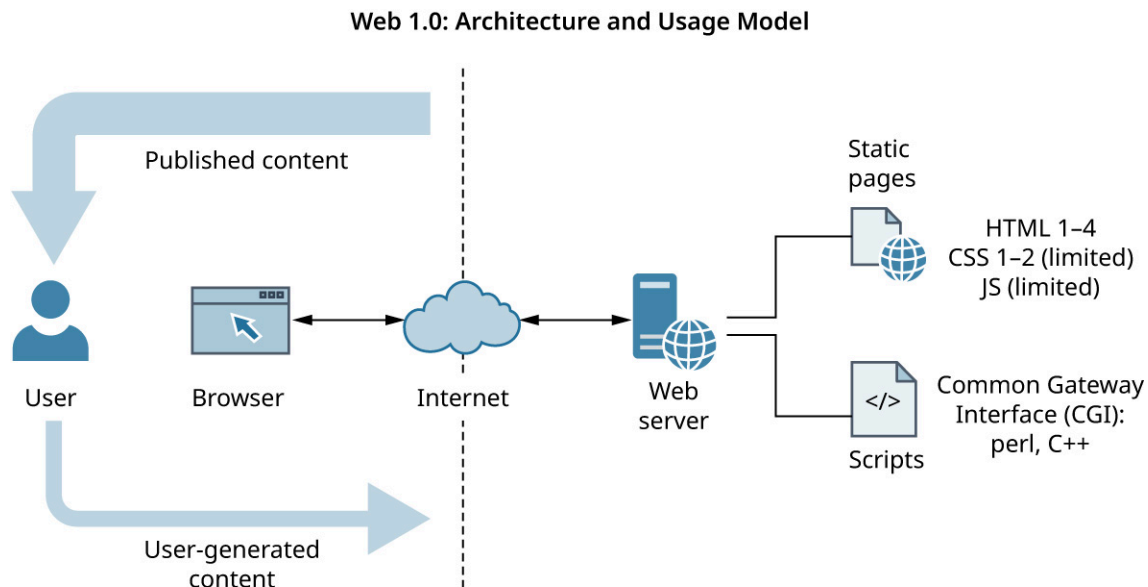 Web 1.0: Architecture and Usage Model
Published content
Static
pages
HTML 1–4
CSS 1–2 (limited)
JS (limited)
User
Browser
Internet
Web
server
</>
Scripts
Common Gateway
Interface (CGI):
perl, C++
User-generated
content